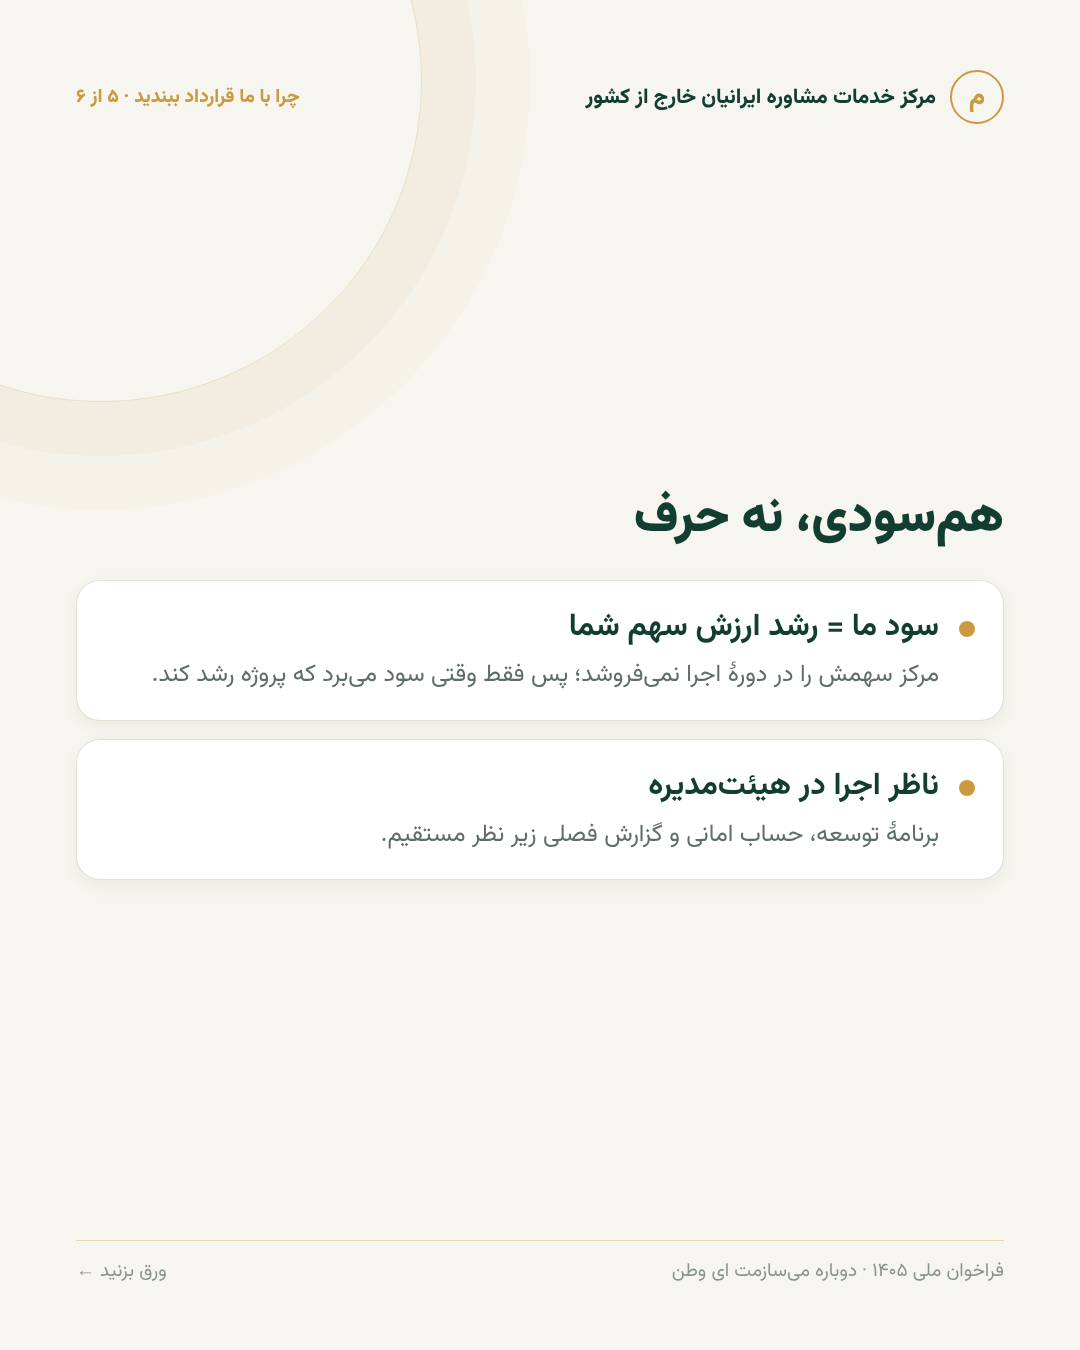 م
مرکز خدمات مشاوره ایرانیان خارج از کشور
چرا با ما قرارداد ببندید · ۵ از ۶
هم‌سودی، نه حرف
سود ما = رشد ارزش سهم شما
مرکز سهمش را در دورهٔ اجرا نمی‌فروشد؛ پس فقط وقتی سود می‌برد که پروژه رشد کند.
ناظر اجرا در هیئت‌مدیره
برنامهٔ توسعه، حساب امانی و گزارش فصلی زیر نظر مستقیم.
فراخوان ملی ۱۴۰۵ · دوباره می‌سازمت ای وطن
ورق بزنید ←